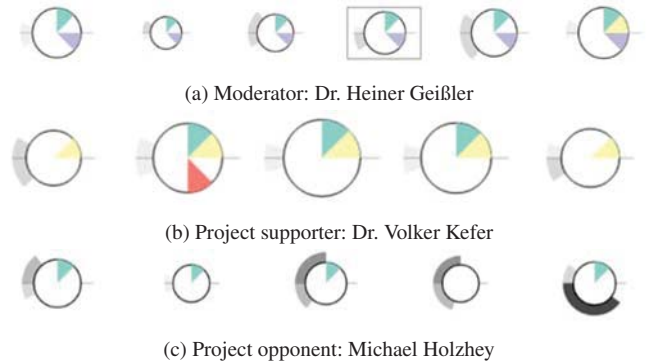 (a) Moderator: Dr. Heiner Geißler
(b) Project supporter: Dr. Volker Kefer
(c) Project opponent: Michael Holzhey